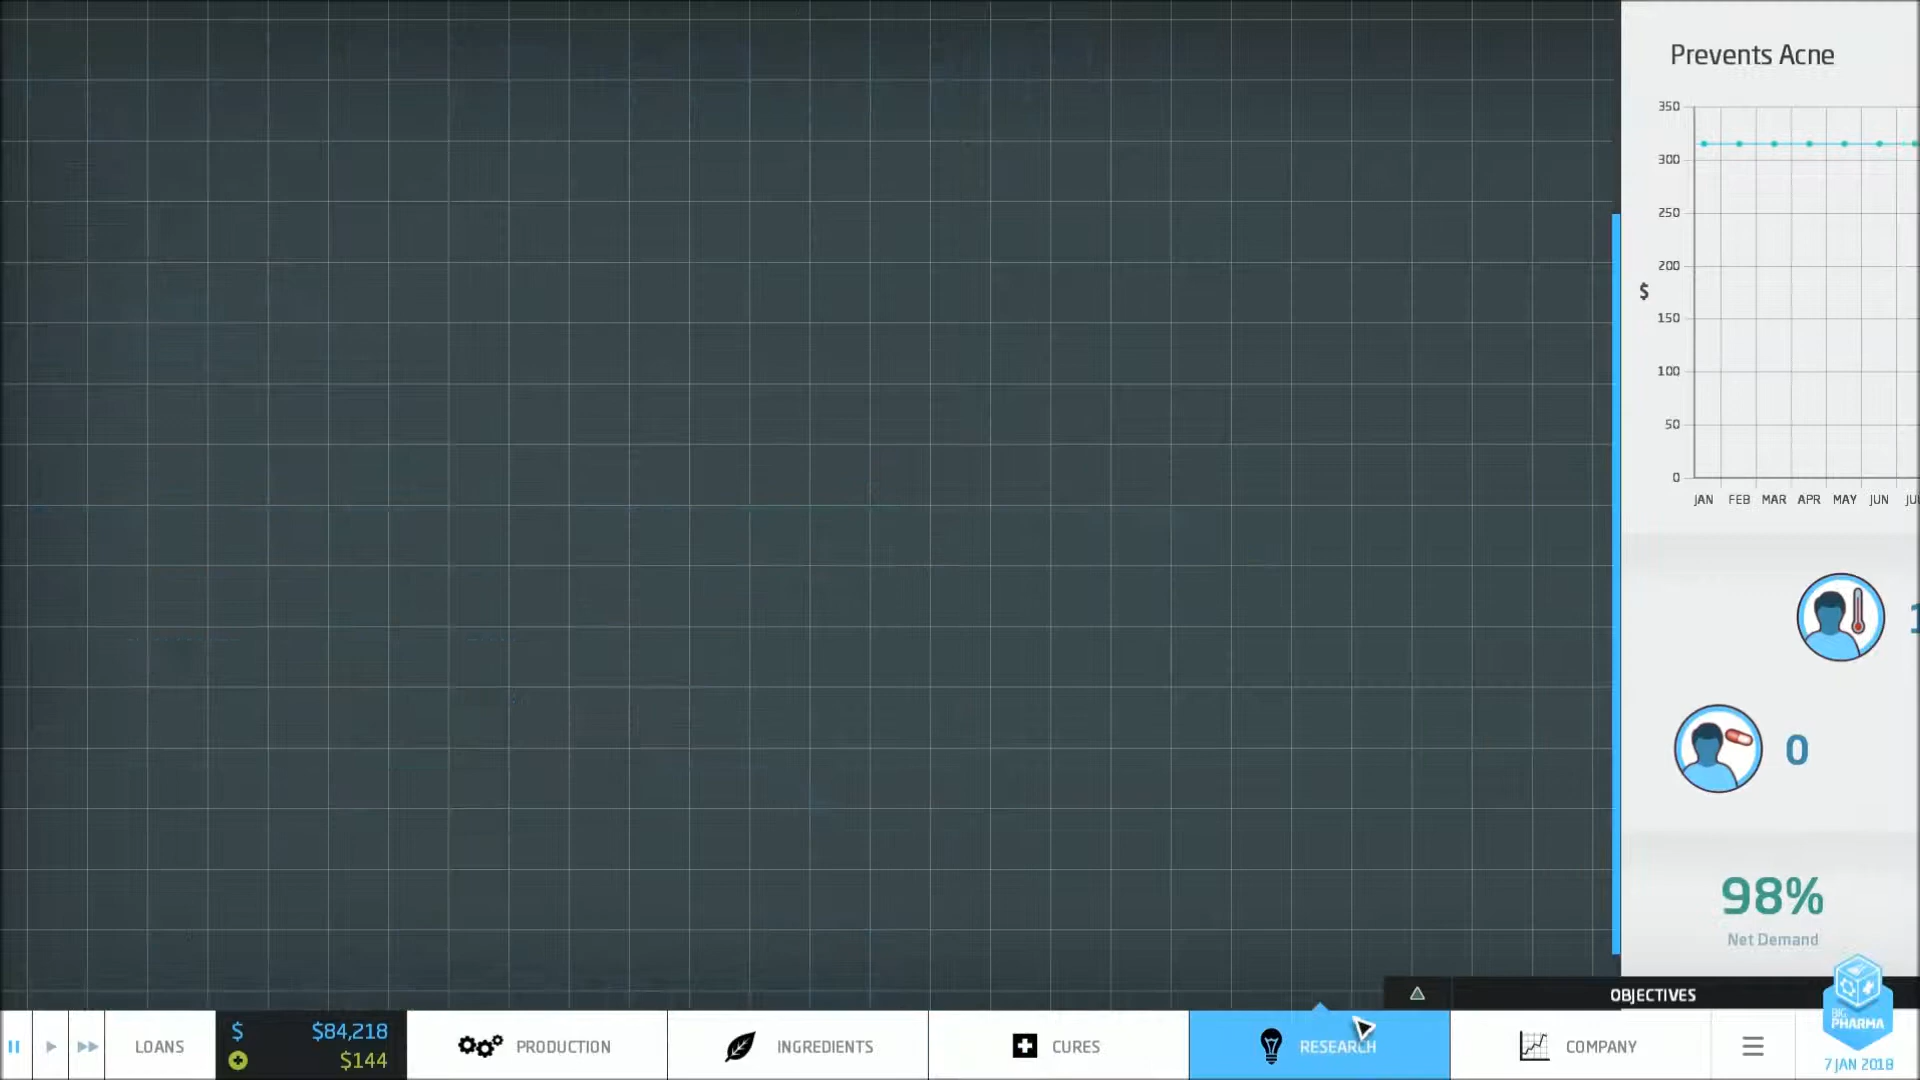 Prevents Acne
350
300
250
200
$
150
100
50
0
JAN FEB MAR APR MAY JUN
0
98%
Net Demand
OBJECTIVES
LOANS
$ $84,218
$144
PRODUCTION
INGREDIENTS
CURES
RESEARCH
COMPANY
BIG
PHARMA
7 JAN 2018